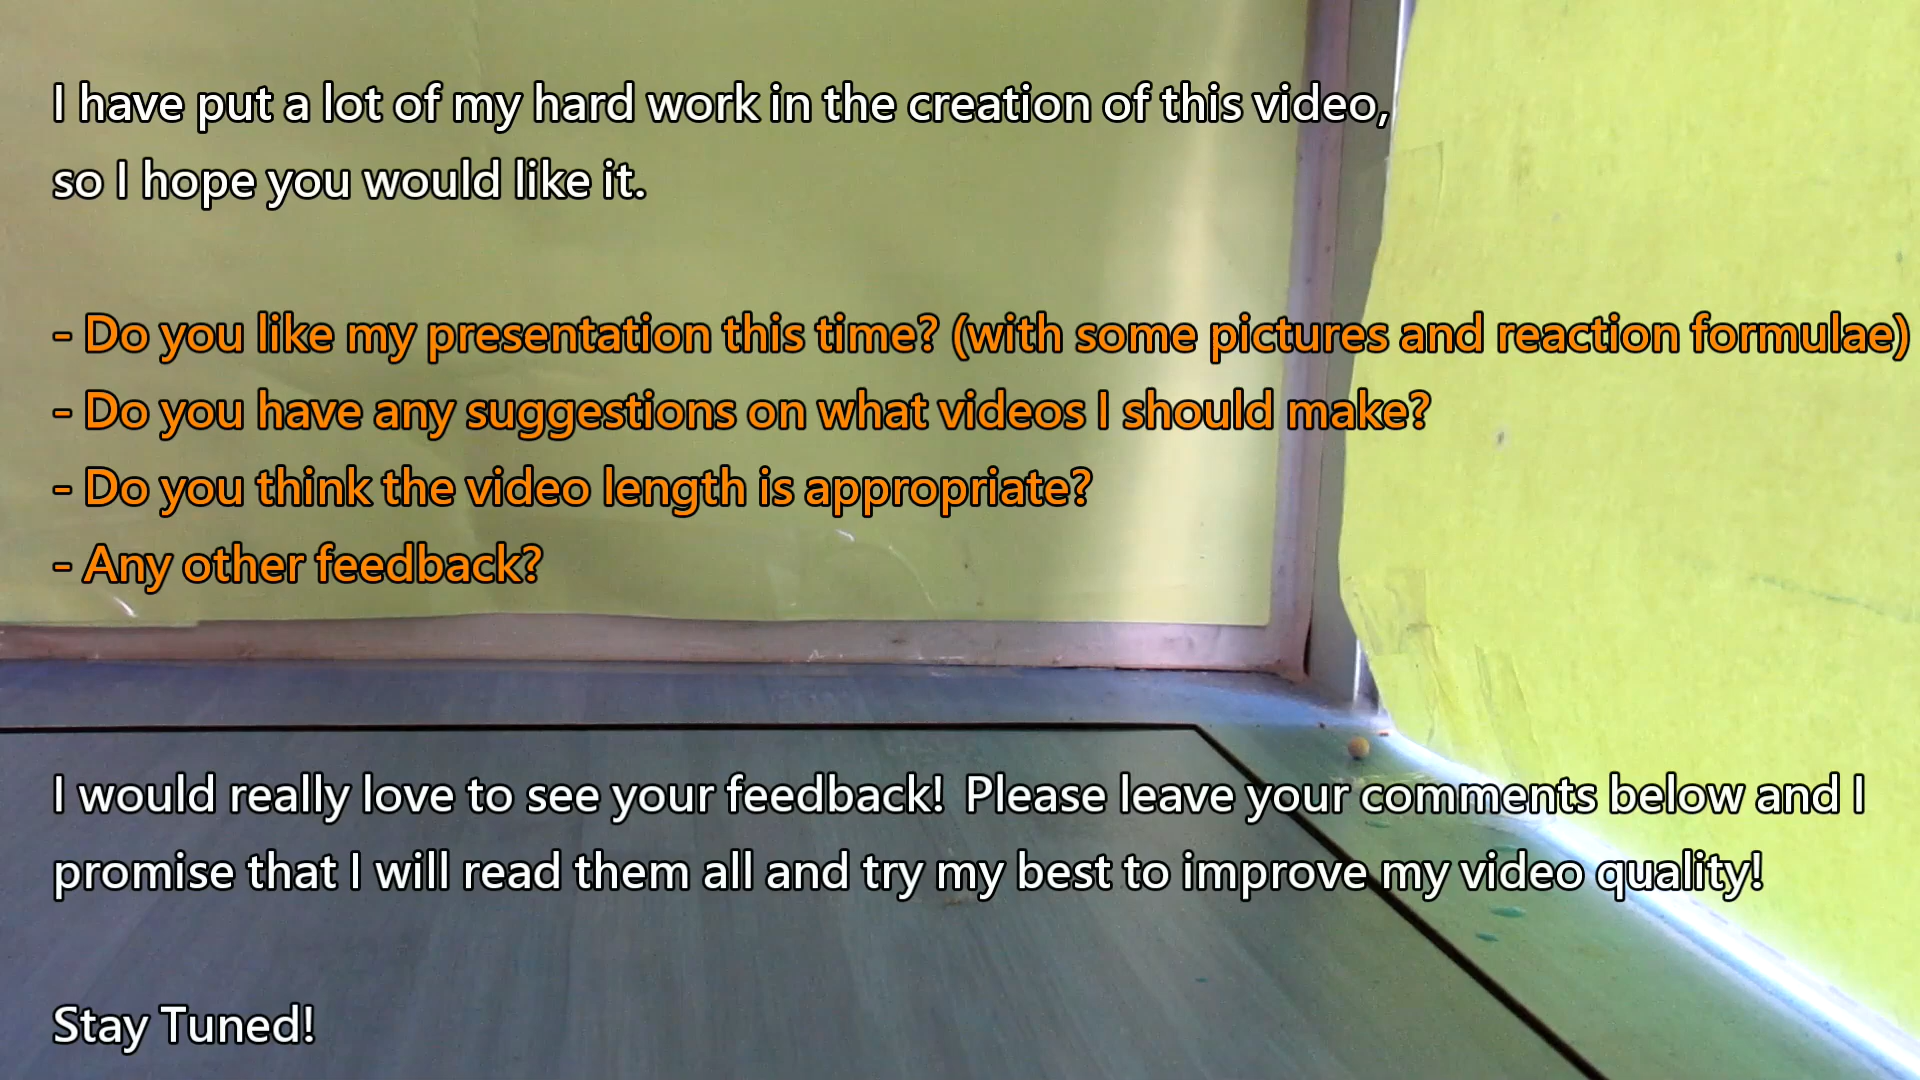 I have put a lot of my hard work in the creation of this video,
so I hope you would like it.
- Do you like my presentation this time? (with some pictures and reaction formulae)
- Do you have any suggestions on what videos I should make?
- Do you think the video length is appropriate?
- Any other feedback?
I would really love to see your feedback! Please leave your comments below and I
promise that I will read them all and try my best to improve my video quality!
Stay Tuned!